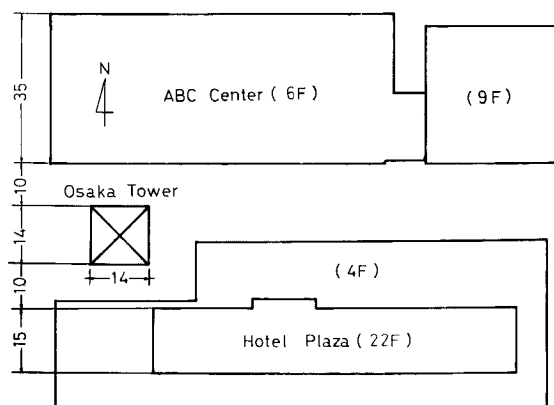 N
ABC Center ( 6F )
( 9F )
35
10
Osaka Tower
14
14
10
( 4F )
15
Hotel Plaza ( 22F )